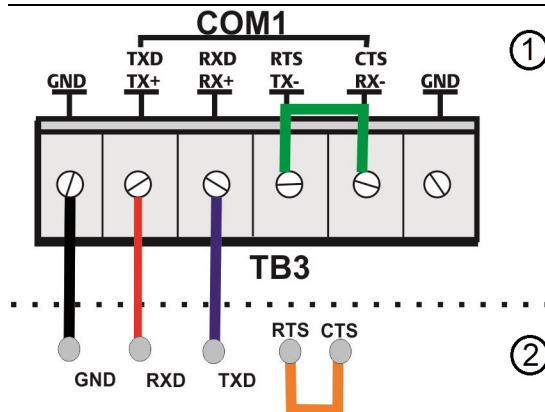 COM1
①
TXD RXD RTS CTS
GND TX+ RX+ TX- RX- GND
TB3
RTS CTS
②
GND RXD TXD